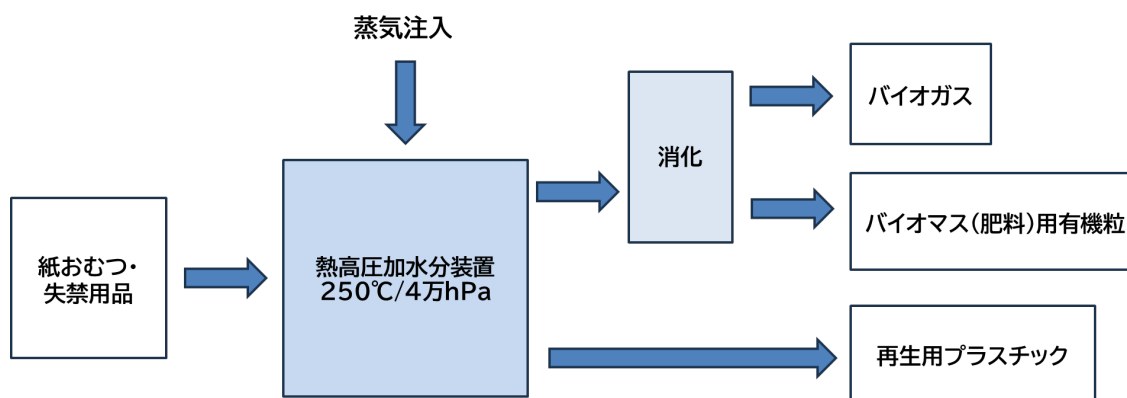 蒸気注入
紙おむつ・
失禁用品
熱高圧加水分装置
250℃/4万hPa
消化
バイオガス
バイオマス(肥料)用有機粒
再生用プラスチック